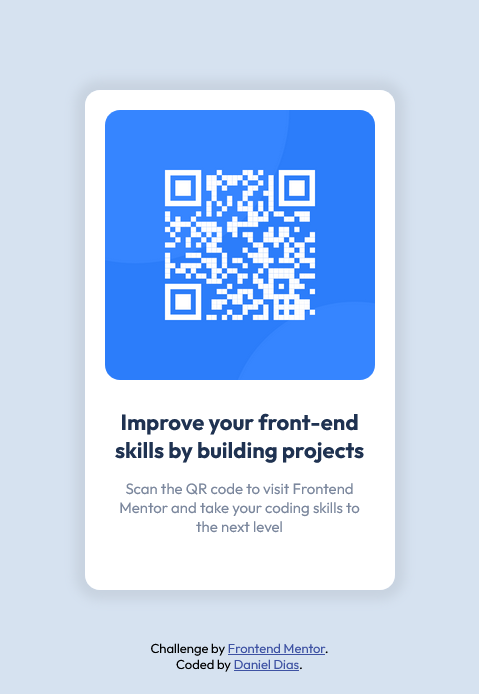 Improve your front-end
skills by building projects
Scan the QR code to visit Frontend
Mentor and take your coding skills to
the next level
Challenge by Frontend Mentor.
Coded by Daniel Dias.